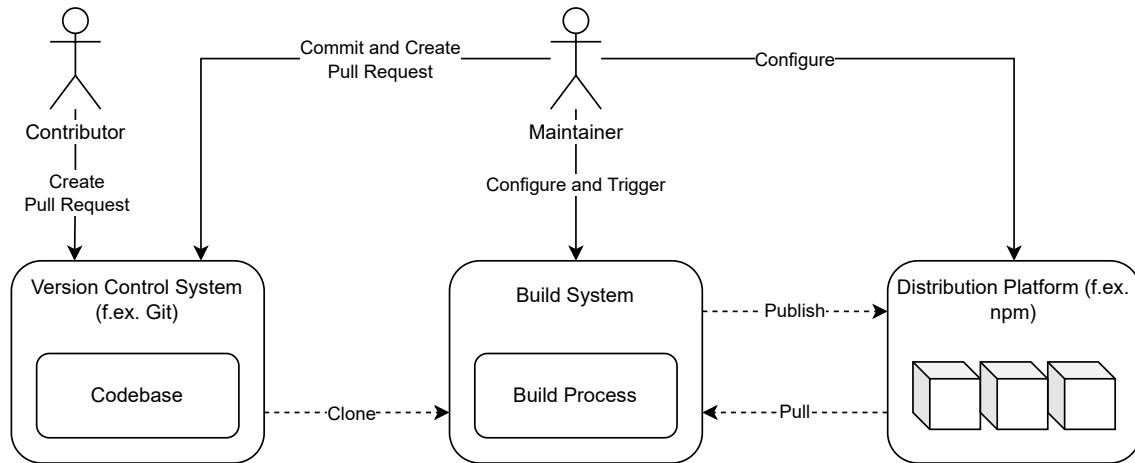 Commit and Create
Pull Request
Configure
Contributor
Maintainer
Create
Pull Request
Configure and Trigger
Version Control System
(f.ex. Git)
Build System
Distribution Platform (f.ex.
npm)
Publish
Codebase
Build Process
Clone
Pull